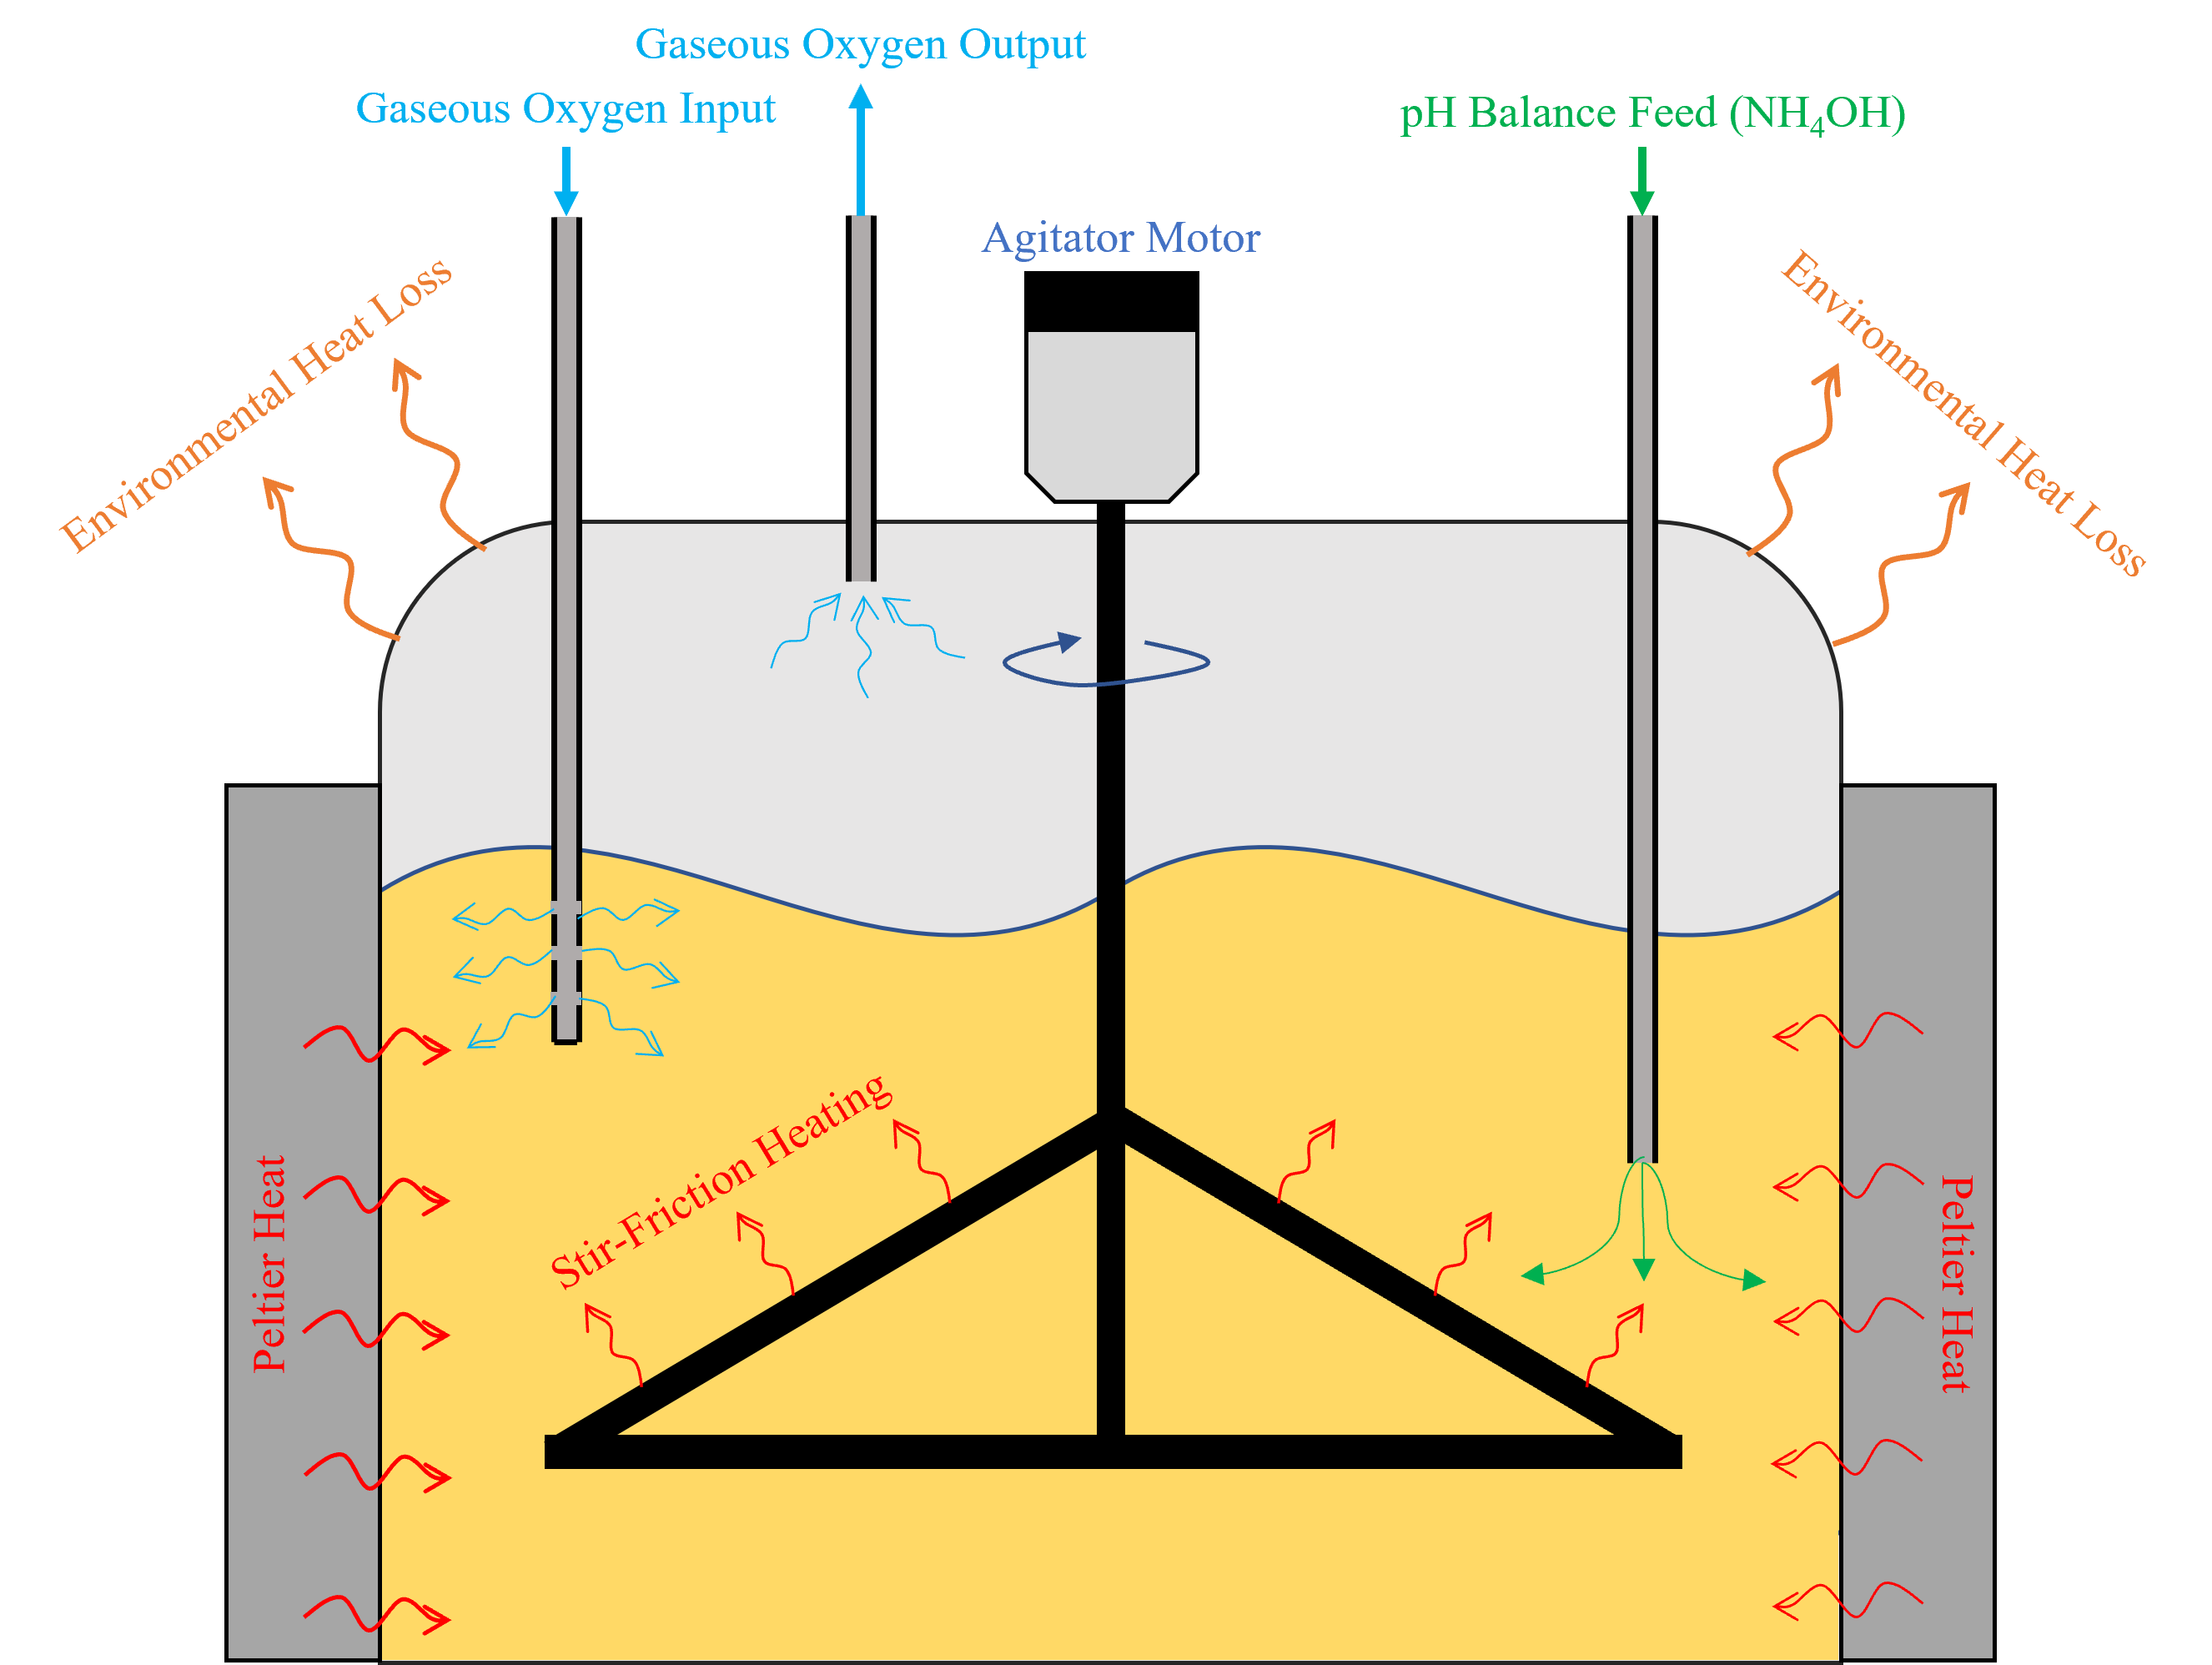 Gaseous Oxygen Output
Gaseous Oxygen Input
pH Balance Feed (NH₄OH)
Agitator Motor
Environmental Heat Loss
Environmental Heat Loss
Stir-Friction Heating
Peltier Heat
Peltier Heat